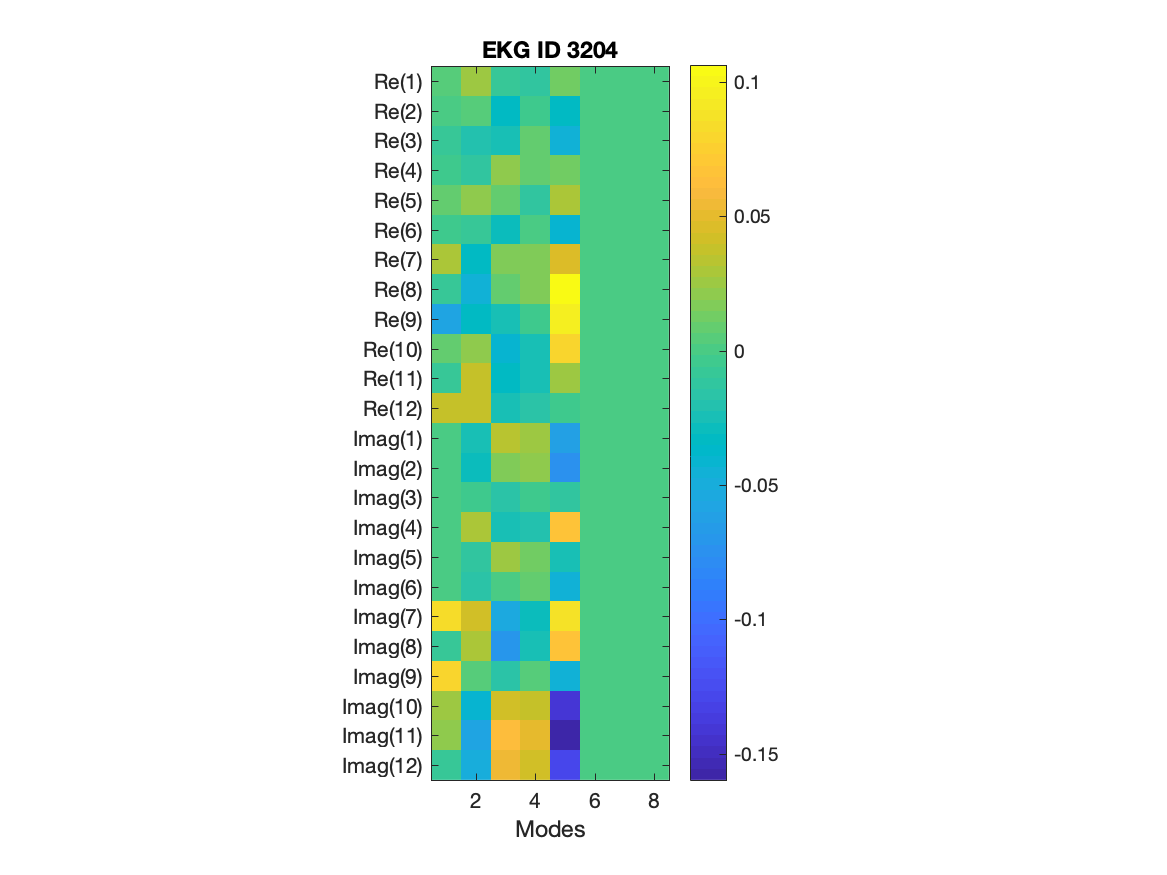 EKG ID 3204
Re(1)
Re(2)
Re(3)
Re(4)
Re(5)
Re(6)
Re(7)
Re(8)
Re(9)
Re(10)
Re(11)
Re(12)
Imag(1)
Imag(2)
Imag(3)
Imag(4)
Imag(5)
Imag(6)
Imag(7)
Imag(8)
Imag(9)
Imag(10)
Imag(11)
Imag(12)
2 4 6 8
Modes
0.1
0.05
0
-0.05
-0.1
-0.15